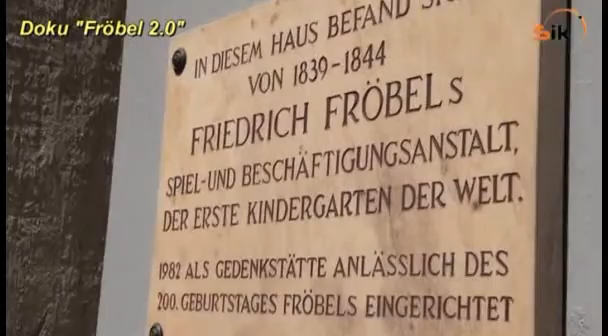 Doku "Fröbel 2.0"
Sik
IN DIESEM HAUS BEFAND
VON 1839-1844
FRIEDRICH FRÖBELs
SPIEL-UND BESCHÄFTIGUNGSANSTALT,
DER ERSTE KINDERGARTEN DER WELT.
1982 ALS GEDENKSTÄTTE ANLÄSSLICH DES
200. GEBURTSTAGES FRÖBELS EINGERICHTET